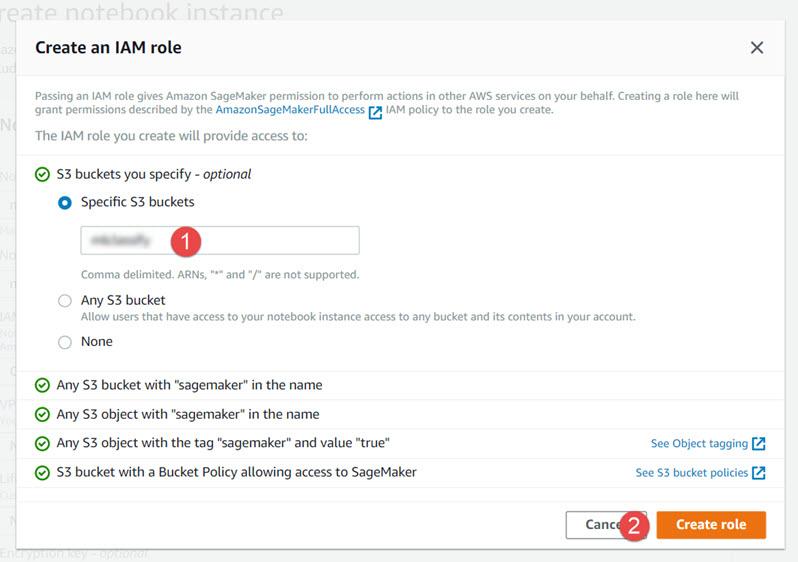 reate notebook instance
Create an IAM role
Passing an IAM role gives Amazon SageMaker permission to perform actions in other AWS services on your behalf. Creating a role here will
grant permissions described by the AmazonSageMakerFullAccess IAM policy to the role you create.
The IAM role you create will provide access to:
S3 buckets you specify - optional
Specific S3 buckets
1
Comma delimited. ARNs, "*" and "/" are not supported.
Any S3 bucket
Allow users that have access to your notebook instance access to any bucket and its contents in your account.
None
Any S3 bucket with "sagemaker" in the name
Any S3 object with "sagemaker" in the name
Any S3 object with the tag "sagemaker" and value "true" See Object tagging
S3 bucket with a Bucket Policy allowing access to SageMaker See S3 bucket policies
Cance 2 Create role
Encryption key - optional